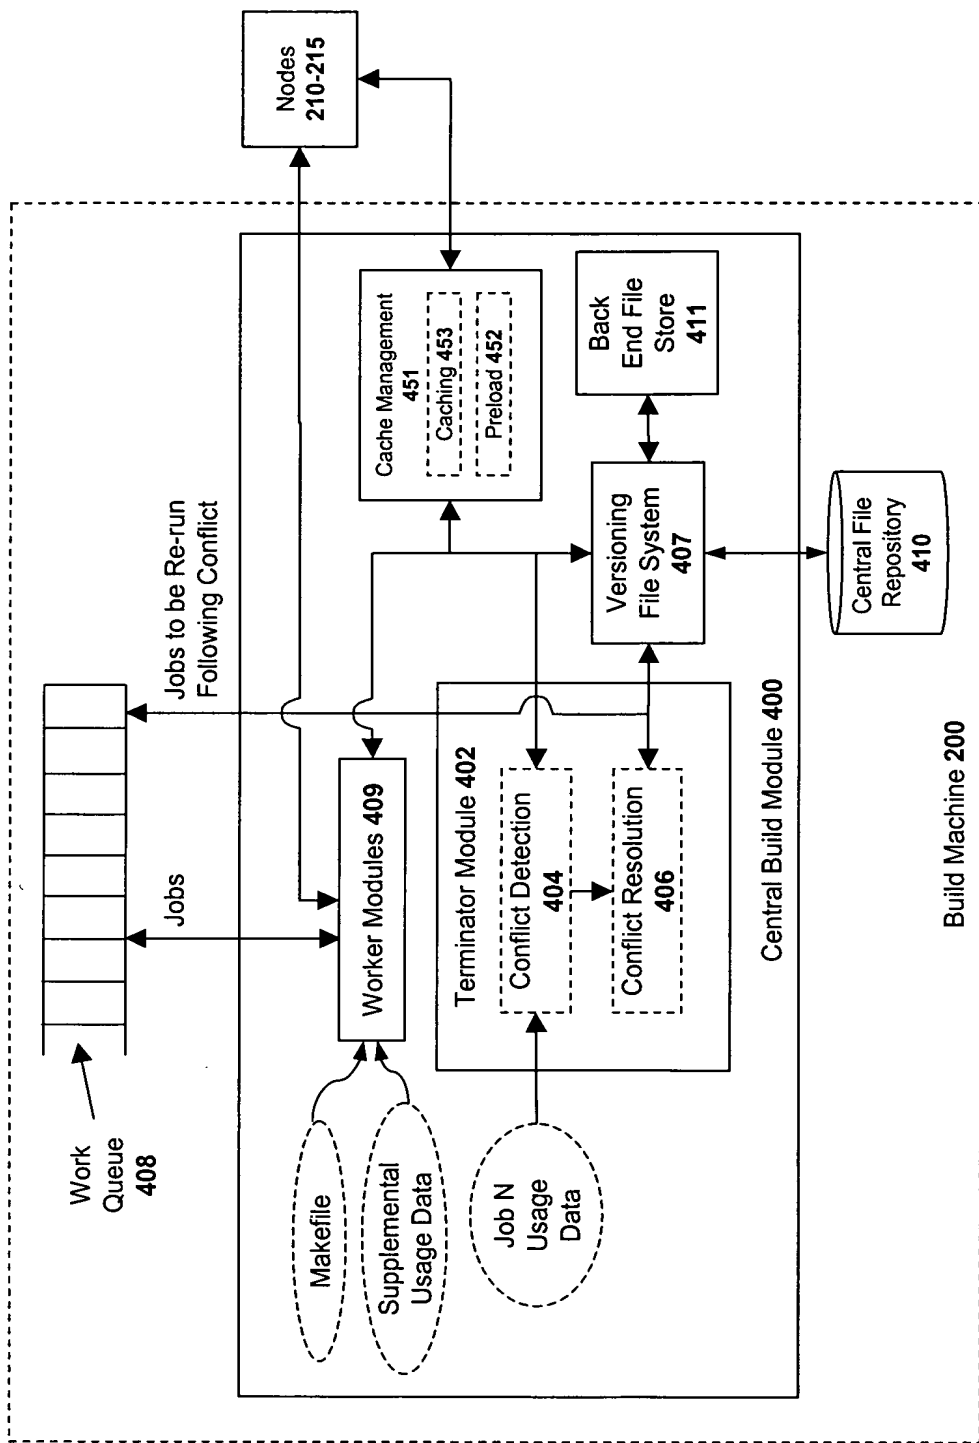 Work
Queue
408
Jobs
Jobs to be Re-run
Following Conflict
Nodes
210-215
Makefile
Supplemental
Usage Data
Worker Modules 409
Cache Management
451
Caching 453
Preload 452
Job N
Usage
Data
Terminator Module 402
Conflict Detection
404
Conflict Resolution
406
Versioning
File System
407
Back
End File
Store
411
Central Build Module 400
Central File
Repository
410
Build Machine 200